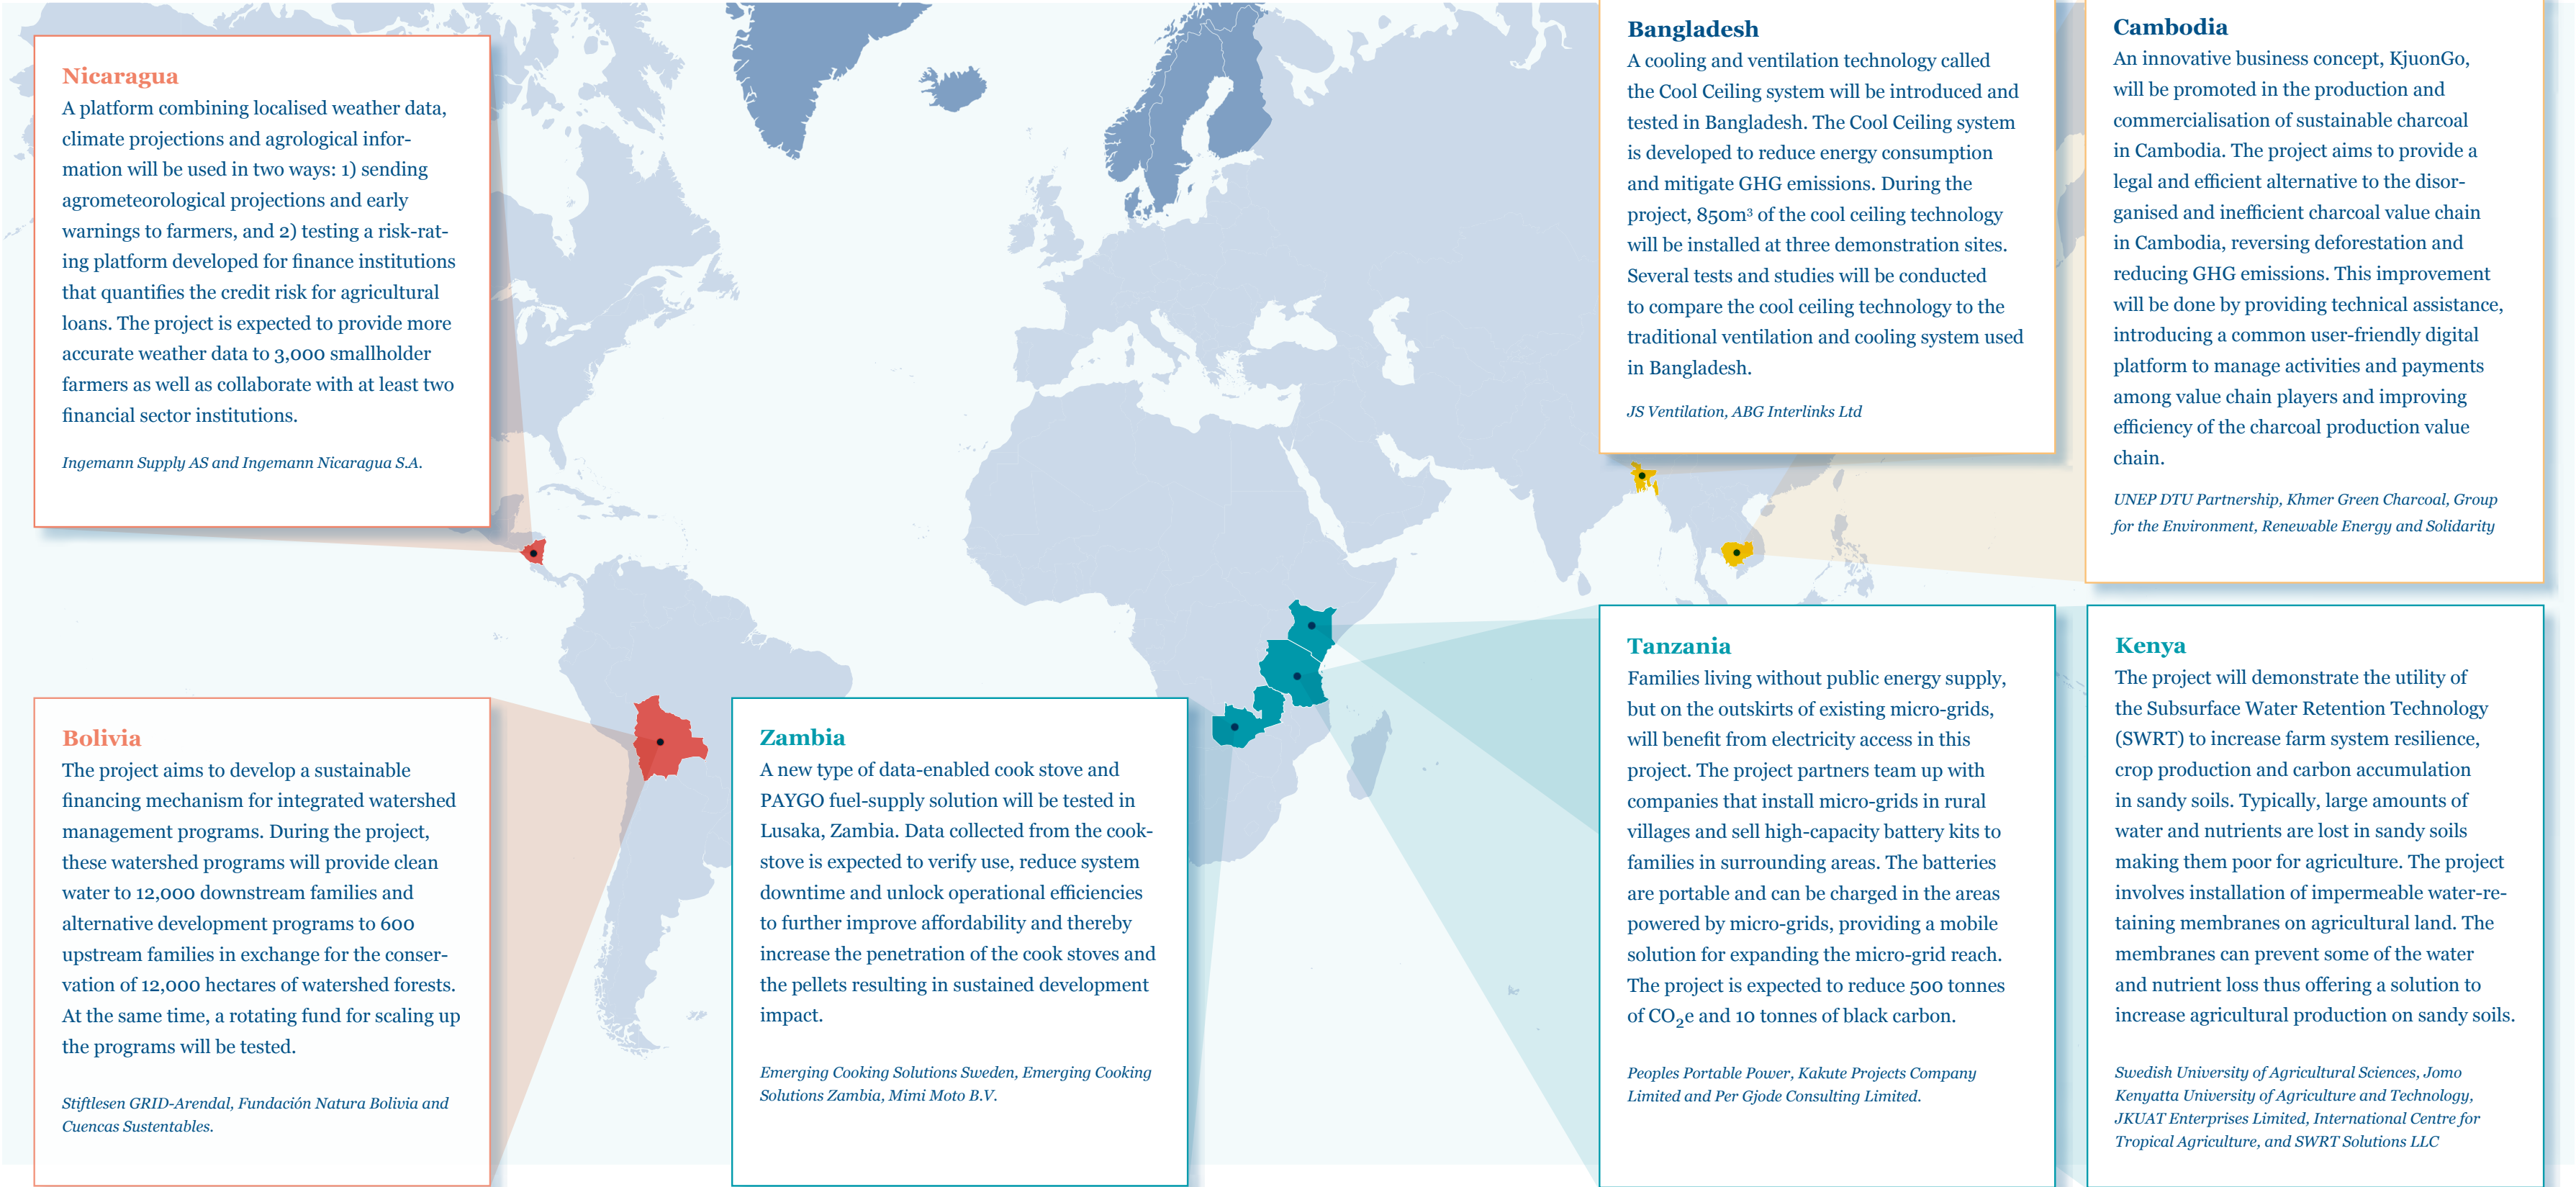 Nicaragua
A platform combining localised weather data,
climate projections and agrological infor-
mation will be used in two ways: 1) sending
agrometeorological projections and early
warnings to farmers, and 2) testing a risk-rat-
ing platform developed for finance institutions
that quantifies the credit risk for agricultural
loans. The project is expected to provide more
accurate weather data to 3,000 smallholder
farmers as well as collaborate with at least two
financial sector institutions.
Ingemann Supply AS and Ingemann Nicaragua S.A.
Bolivia
The project aims to develop a sustainable
financing mechanism for integrated watershed
management programs. During the project,
these watershed programs will provide clean
water to 12,000 downstream families and
alternative development programs to 600
upstream families in exchange for the conser-
vation of 12,000 hectares of watershed forests.
At the same time, a rotating fund for scaling up
the programs will be tested.
Stiftlesen GRID-Arendal, Fundación Natura Bolivia and
Cuencas Sustentables.
Zambia
A new type of data-enabled cook stove and
PAYGO fuel-supply solution will be tested in
Lusaka, Zambia. Data collected from the cook-
stove is expected to verify use, reduce system
downtime and unlock operational efficiencies
to further improve affordability and thereby
increase the penetration of the cook stoves and
the pellets resulting in sustained development
impact.
Emerging Cooking Solutions Sweden, Emerging Cooking
Solutions Zambia, Mimi Moto B.V.
Bangladesh
A cooling and ventilation technology called
the Cool Ceiling system will be introduced and
tested in Bangladesh. The Cool Ceiling system
is developed to reduce energy consumption
and mitigate GHG emissions. During the
project, 850m³ of the cool ceiling technology
will be installed at three demonstration sites.
Several tests and studies will be conducted
to compare the cool ceiling technology to the
traditional ventilation and cooling system used
in Bangladesh.
JS Ventilation, ABG Interlinks Ltd
Cambodia
An innovative business concept, KjuonGo,
will be promoted in the production and
commercialisation of sustainable charcoal
in Cambodia. The project aims to provide a
legal and efficient alternative to the disor-
ganised and inefficient charcoal value chain
in Cambodia, reversing deforestation and
reducing GHG emissions. This improvement
will be done by providing technical assistance,
introducing a common user-friendly digital
platform to manage activities and payments
among value chain players and improving
efficiency of the charcoal production value
chain.
UNEP DTU Partnership, Khmer Green Charcoal, Group
for the Environment, Renewable Energy and Solidarity
Tanzania
Families living without public energy supply,
but on the outskirts of existing micro-grids,
will benefit from electricity access in this
project. The project partners team up with
companies that install micro-grids in rural
villages and sell high-capacity battery kits to
families in surrounding areas. The batteries
are portable and can be charged in the areas
powered by micro-grids, providing a mobile
solution for expanding the micro-grid reach.
The project is expected to reduce 500 tonnes
of CO₂e and 10 tonnes of black carbon.
Peoples Portable Power, Kakute Projects Company
Limited and Per Gjode Consulting Limited.
Kenya
The project will demonstrate the utility of
the Subsurface Water Retention Technology
(SWRT) to increase farm system resilience,
crop production and carbon accumulation
in sandy soils. Typically, large amounts of
water and nutrients are lost in sandy soils
making them poor for agriculture. The project
involves installation of impermeable water-re-
taining membranes on agricultural land. The
membranes can prevent some of the water
and nutrient loss thus offering a solution to
increase agricultural production on sandy soils.
Swedish University of Agricultural Sciences, Jomo
Kenyatta University of Agriculture and Technology,
JKUAT Enterprises Limited, International Centre for
Tropical Agriculture, and SWRT Solutions LLC